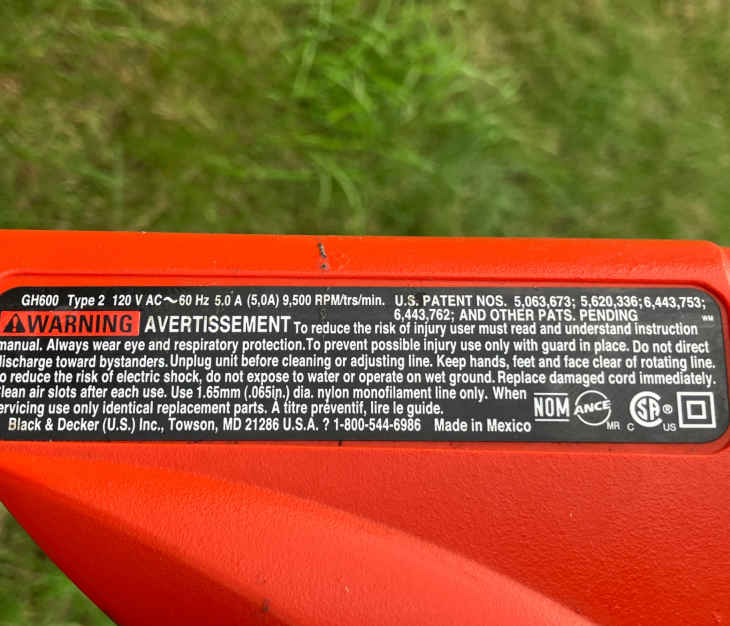 GH600 Type 2 120 V AC~60 Hz 5.0 A (5,0A) 9,500 RPM/trs/min. U.S. PATENT NOS. 5,063,673; 5,620,336; 6,443,753;
6,443,762; AND OTHER PATS. PENDING WM
WARNING AVERTISSEMENT To reduce the risk of injury user must read and understand instruction
manual. Always wear eye and respiratory protection. To prevent possible injury use only with guard in place. Do not direct
discharge toward bystanders. Unplug unit before cleaning or adjusting line. Keep hands, feet and face clear of rotating line.
To reduce the risk of electric shock, do not expose to water or operate on wet ground. Replace damaged cord immediately.
Clean air slots after each use. Use 1.65mm (.065in.) dia. nylon monofilament line only. When
servicing use only identical replacement parts. À titre préventif, lire le guide.
NOM ANCE MR C SA ® US
Black & Decker (U.S.) Inc., Towson, MD 21286 U.S.A. ? 1-800-544-6986 Made in Mexico